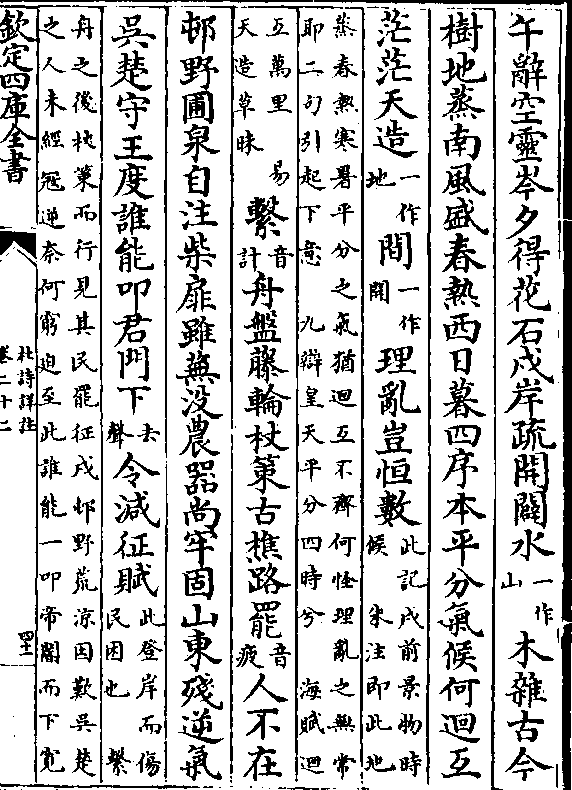 午辭空靈岑夕得花石戍岸疏開闢水一作山木雜古今
樹地蒸南風盛春熱西日暮四序本平分氣候何迴互
茫茫天造一作地間一作開理亂豈恒數此記戍前景物時候 朱注即此地
蒸春熱寒暑平分之氣猶迴互不齊何怪理亂之無常
耶二句引起下意 九辯皇天平分四時兮 海賦迴
互萬里 易天造草昧 繫音計舟盤藤輪杖策古樵路罷音疲人不在
邨野圃泉自注柴扉雖蕪没農器尚牢固山東殘逆氣
吳楚守王度誰能叩君門下去聲令減征賦此登岸而傷民困也 繫
舟之後杖策而行見其民罷征戍邨野荒涼因歎吳楚
之人未經寇逆奈何窮迫至此誰能一叩帝閽而下寬
欽定四庫全書
杜詩詳註
卷二十二